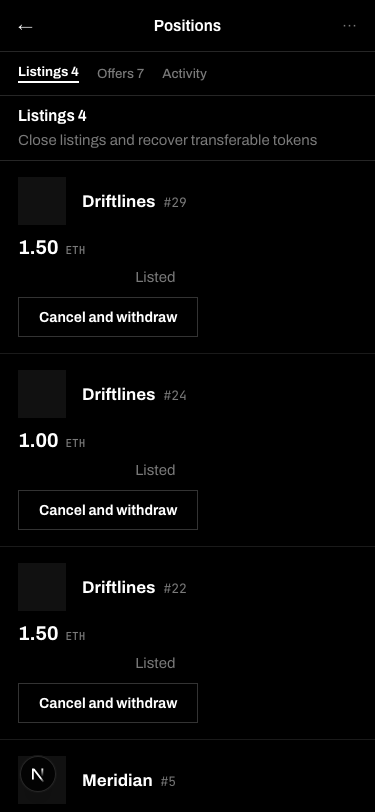 ← Positions ...
Listings 4 Offers 7 Activity
Listings 4
Close listings and recover transferable tokens
Driftlines #29
1.50 ETH
Listed
Cancel and withdraw
Driftlines #24
1.00 ETH
Listed
Cancel and withdraw
Driftlines #22
1.50 ETH
Listed
Cancel and withdraw
N Meridian #5